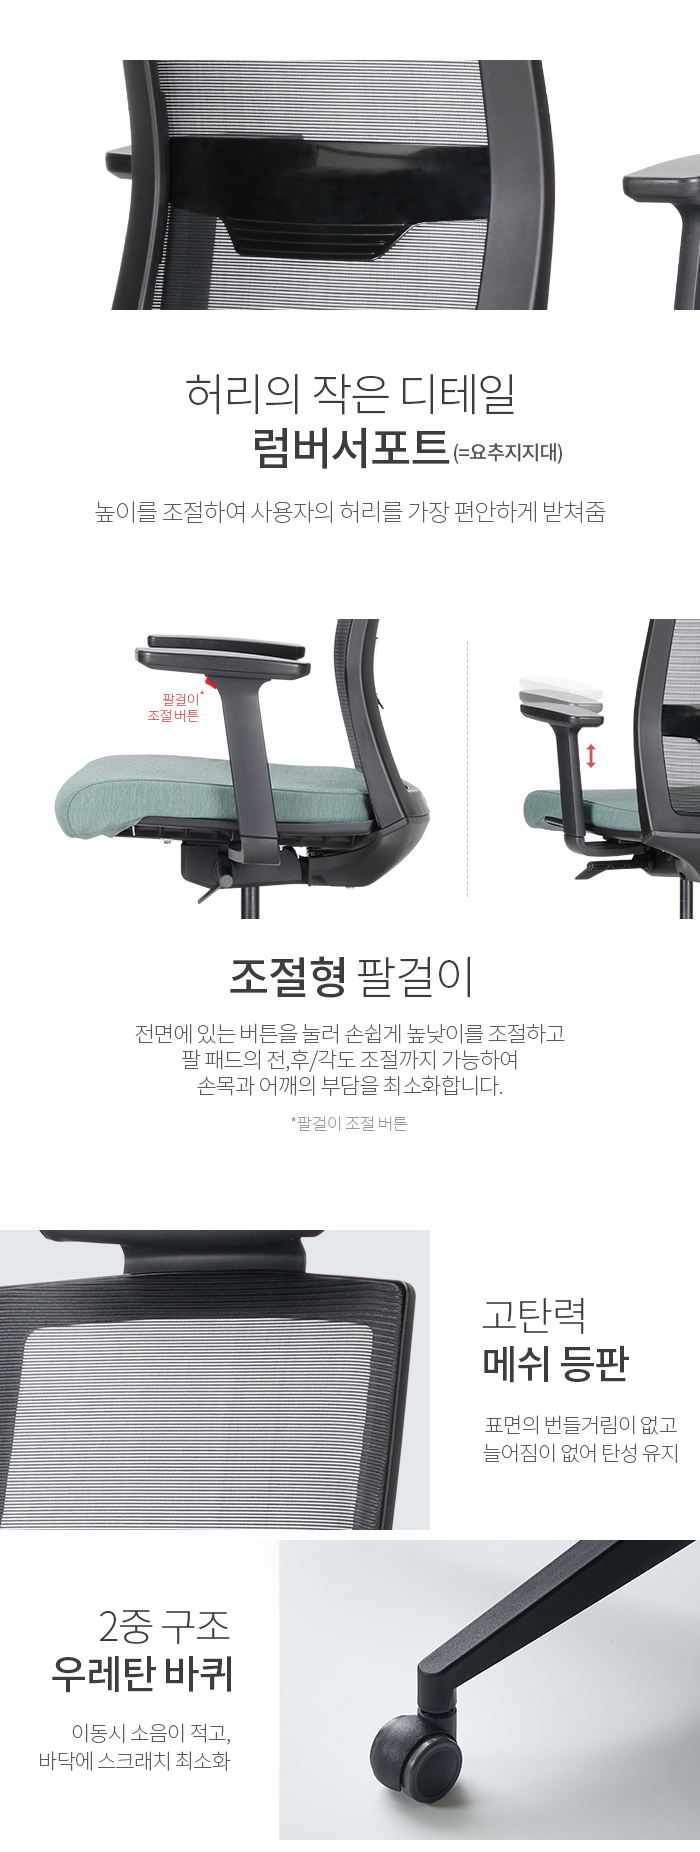 허리의 작은 디테일
럼버서포트(=요추지지대)
높이를 조절하여 사용자의 허리를 가장 편안하게 받쳐줌
팔걸이*
조절 버튼
조절형 팔걸이
전면에 있는 버튼을 눌러 손쉽게 높낮이를 조절하고
팔 패드의 전,후/각도 조절까지 가능하여
손목과 어깨의 부담을 최소화합니다.
*팔걸이 조절 버튼
고탄력
메쉬 등판
표면의 번들거림이 없고
늘어짐이 없어 탄성 유지
2중 구조
우레탄 바퀴
이동시 소음이 적고,
바닥에 스크래치 최소화